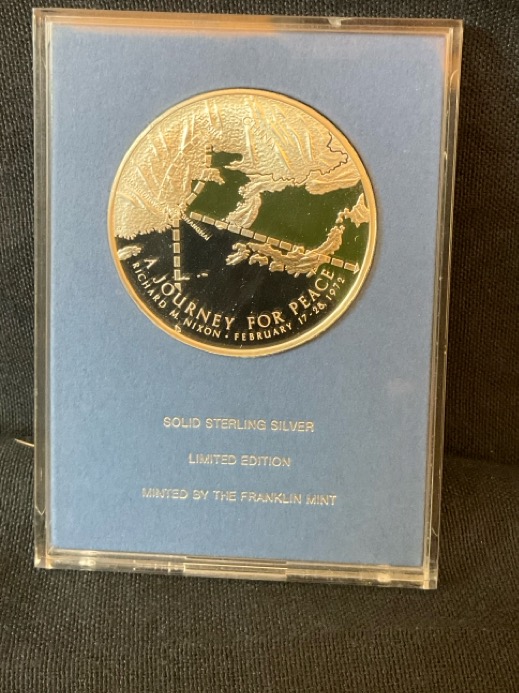 SHANGHAI
A JOURNEY FOR PEACE
RICHARD M. NIXON • FEBRUARY 17-28, 1972
SOLID STERLING SILVER
LIMITED EDITION
MINTED BY THE FRANKLIN MINT